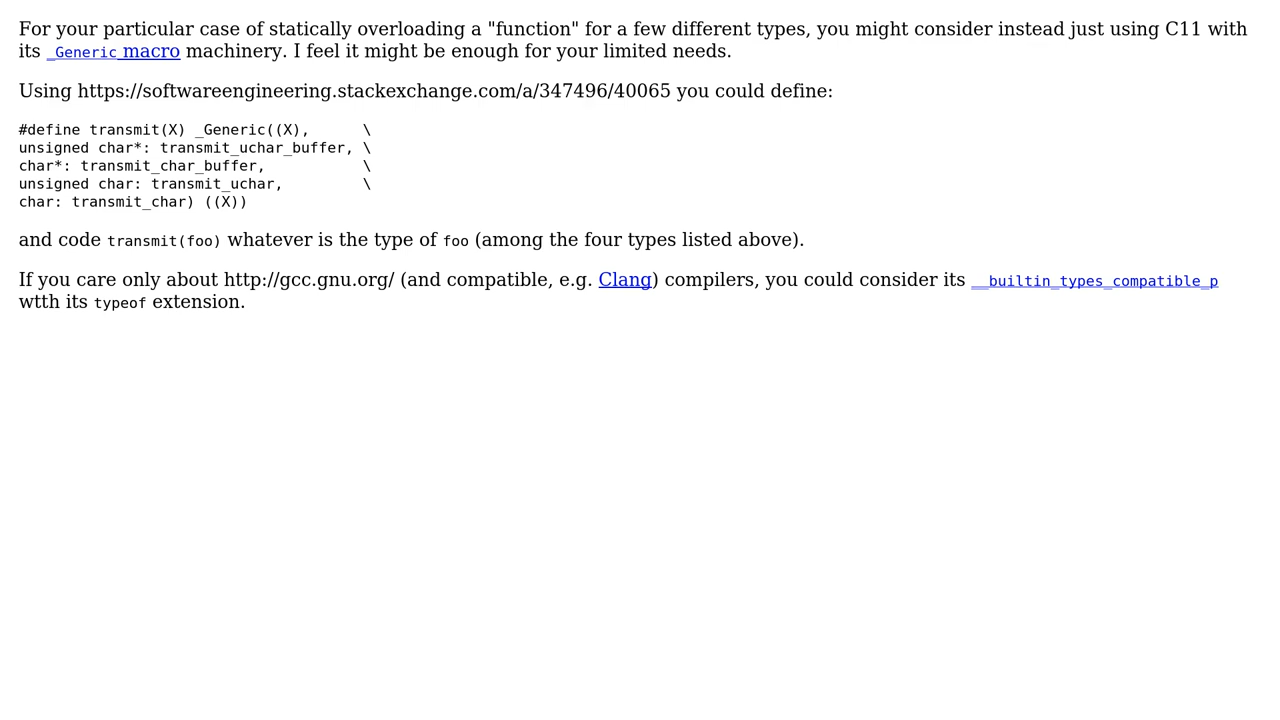 For your particular case of statically overloading a "function" for a few different types, you might consider instead just using C11 with
its _Generic macro machinery. I feel it might be enough for your limited needs.
Using https://softwareengineering.stackexchange.com/a/347496/40065 you could define:
#define transmit(X) _Generic((X),      \
unsigned char*: transmit_uchar_buffer, \
char*: transmit_char_buffer,           \
unsigned char: transmit_uchar,         \
char: transmit_char) ((X))
and code transmit(foo) whatever is the type of foo (among the four types listed above).
If you care only about http://gcc.gnu.org/ (and compatible, e.g. Clang) compilers, you could consider its __builtin_types_compatible_p
wtth its typeof extension.